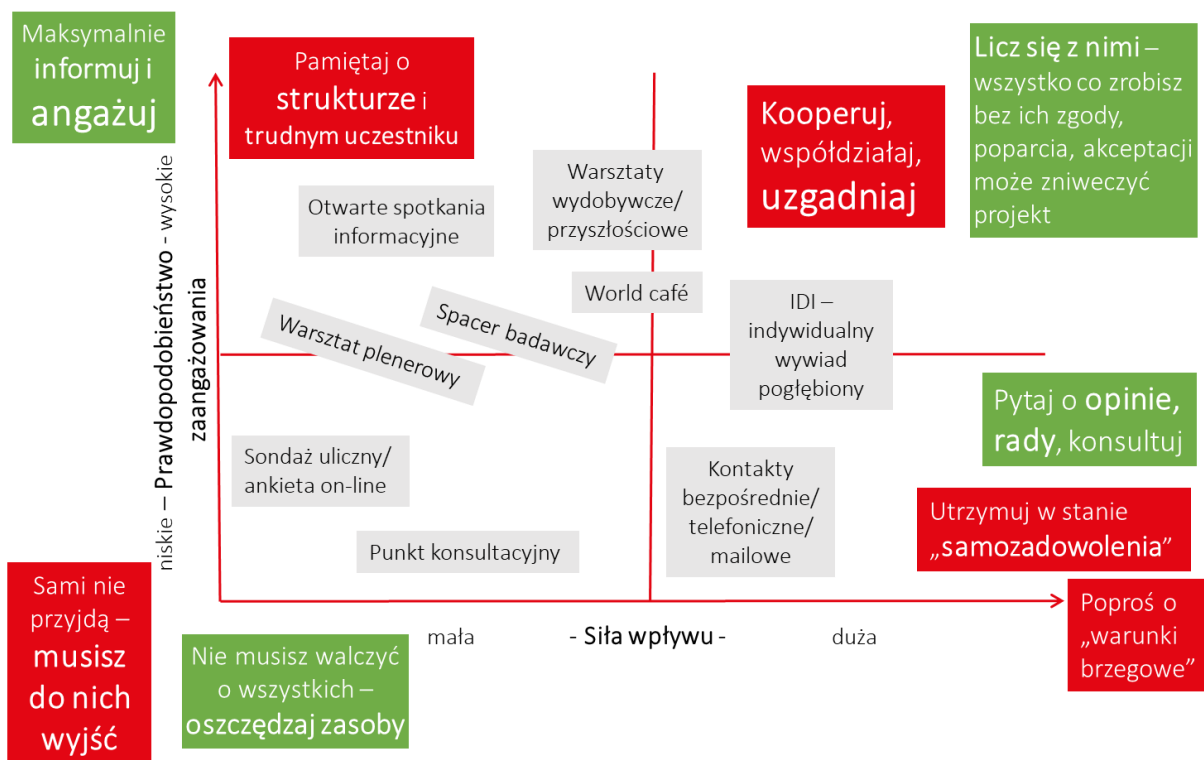 Maksymalnie
informuj i
angażuj
Pamiętaj o
strukturze i
trudnym uczestniku
Kooperuj,
współdziałaj,
uzgadniaj
Licz się z nimi –
wszystko co zrobisz
bez ich zgody,
poparcia, akceptacji
może zniweczyć
projekt
niskie – Prawdopodobieństwo - wysokie
zaangażowania
Otwarte spotkania
informacyjne
Warsztaty
wydobywcze/
przyszłościowe
World café
Warsztat plenerowy
Spacer badawczy
IDI –
indywidualny
wywiad
pogłębiony
Pytaj o opinie,
rady, konsultuj
Sondaż uliczny/
ankieta on-line
Punkt konsultacyjny
Kontakty
bezpośrednie/
telefoniczne/
mailowe
Utrzymuj w stanie
„samozadowolenia”
Sami nie
przyjdą –
musisz
do nich
wyjść
Nie musisz walczyć
o wszystkich –
oszczędzaj zasoby
mała - Siła wpływu - duża
Poproś o
„warunki
brzegowe”